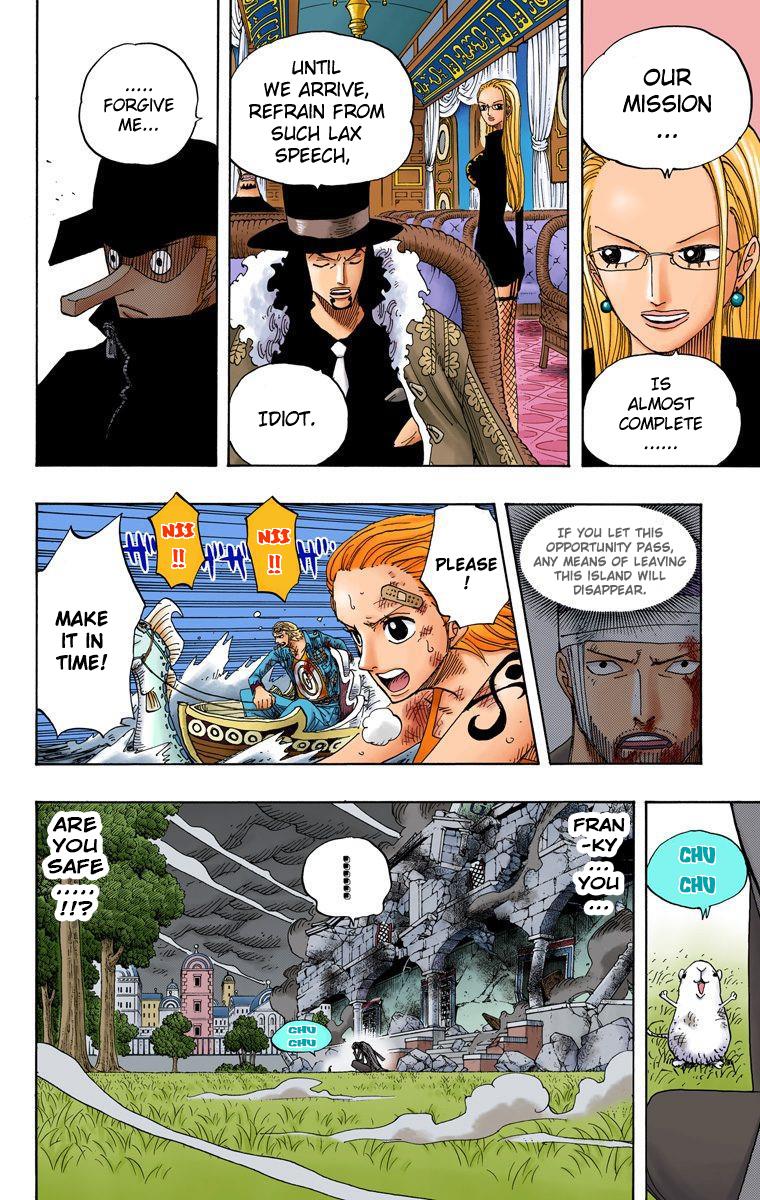 OUR
MISSION
...
IS
ALMOST
COMPLETE
......
UNTIL
WE ARRIVE,
REFRAIN FROM
SUCH LAX
SPEECH,
IDIOT.
.....
FORGIVE
ME...
IF YOU LET THIS
OPPORTUNITY PASS,
ANY MEANS OF LEAVING
THIS ISLAND WILL
DISAPPEAR.
PLEASE
!
NII
!!
NII
!!
MAKE
IT IN
TIME!
CHU
CHU
FRAN
-KY
...
YOU
...
......
CHU
CHU
ARE
YOU
SAFE
......
!!?